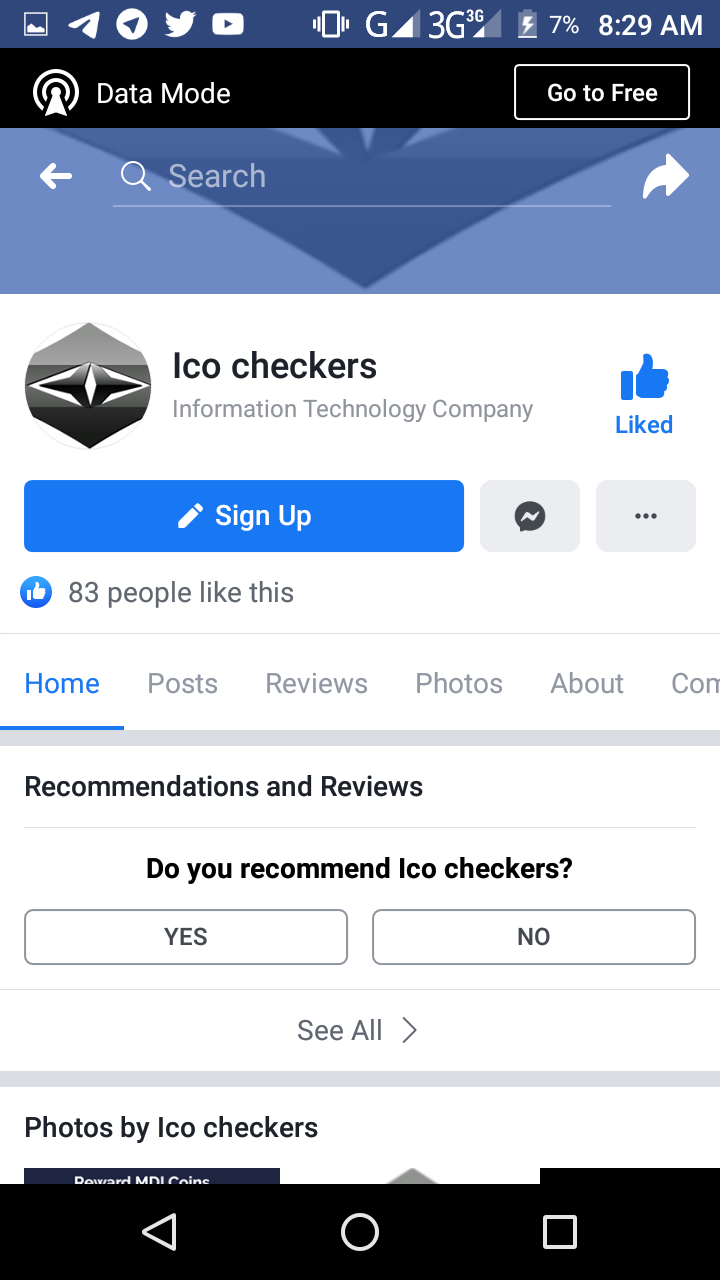 G 3G 3G 7% 8:29 AM
Data Mode
Go to Free
Search
Ico checkers
Information Technology Company
Liked
Sign Up
83 people like this
Home Posts Reviews Photos About Com
Recommendations and Reviews
Do you recommend Ico checkers?
YES NO
See All
Photos by Ico checkers
Reward MDI Coins